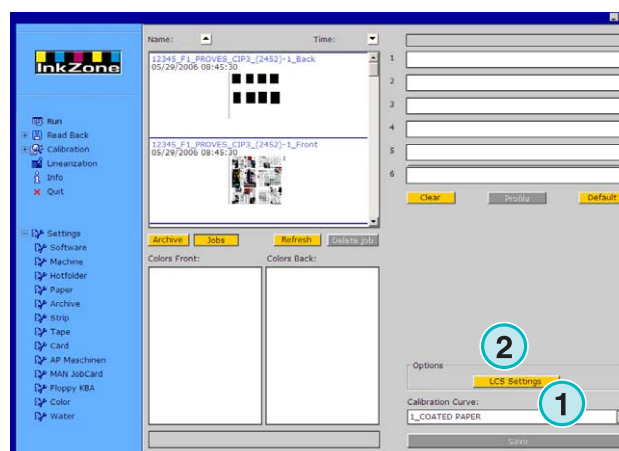 InkZone
Run
Read Back
Calibration
Linearization
Info
Quit
Settings
Software
Machine
Hotfolder
Paper
Archive
Strip
Tape
Card
AP Maschinen
MAN JobCard
Floppy KBA
Color
Water
Name:
Time:
12345_F1_PROVES_CIP3_(2452)-1_Back
05/29/2006 08:45:30
12345_F1_PROVES_CIP3_(2452)-1_Front
05/29/2006 08:45:30
Archive
Jobs
Refresh
Delete job
Colors Front:
Colors Back:
1
2
3
4
5
6
Clear
Profile
Default
2
Options
LCS Settings
1
Calibration Curve:
1_COATED PAPER
Save